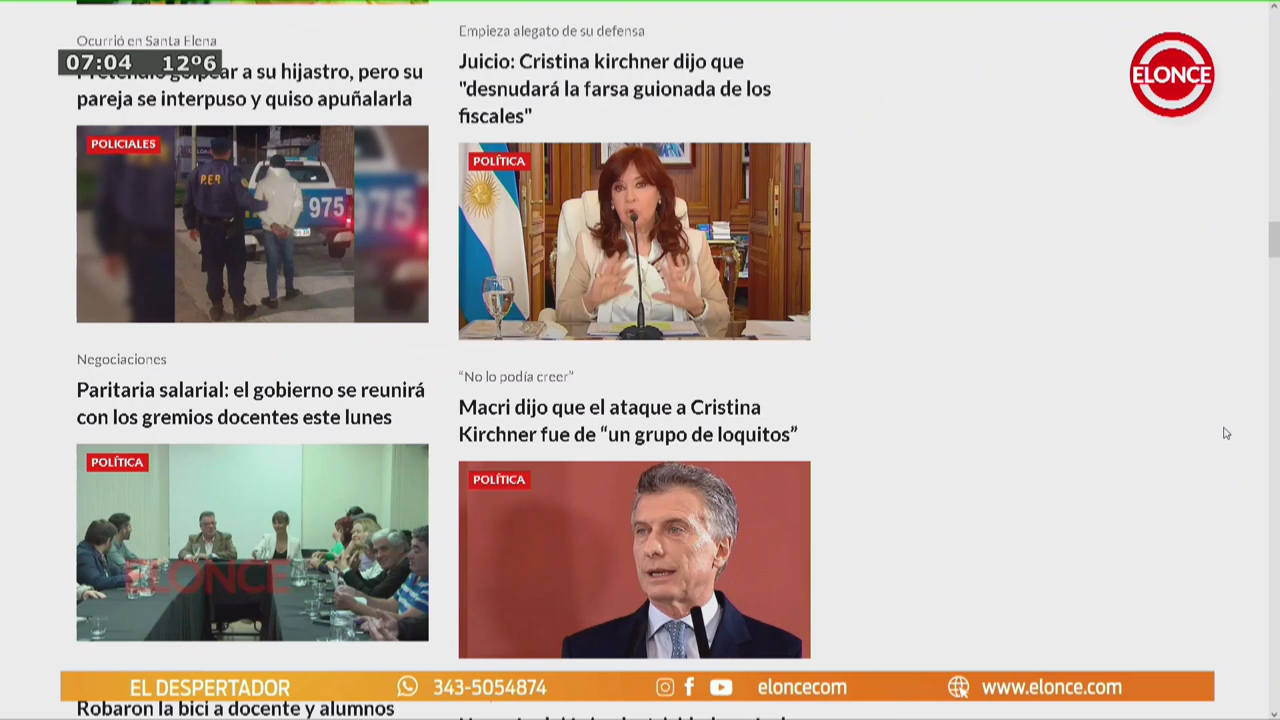 Ocurrió en Santa Elena
07:04 12º6
a su hijastro, pero su
pareja se interpuso y quiso apuñalarla
POLICIALES
P.E.R
975
975
Negociaciones
Paritaria salarial: el gobierno se reunirá
con los gremios docentes este lunes
POLÍTICA
ELONCE
Empieza alegato de su defensa
Juicio: Cristina kirchner dijo que
"desnudará la farsa guionada de los
fiscales"
POLÍTICA
“No lo podía creer”
Macri dijo que el ataque a Cristina
Kirchner fue de “un grupo de loquitos”
POLÍTICA
ELONCE
EL DESPERTADOR 343-5054874 eloncecom www.elonce.com
Robaron la bici a docente y alumnos